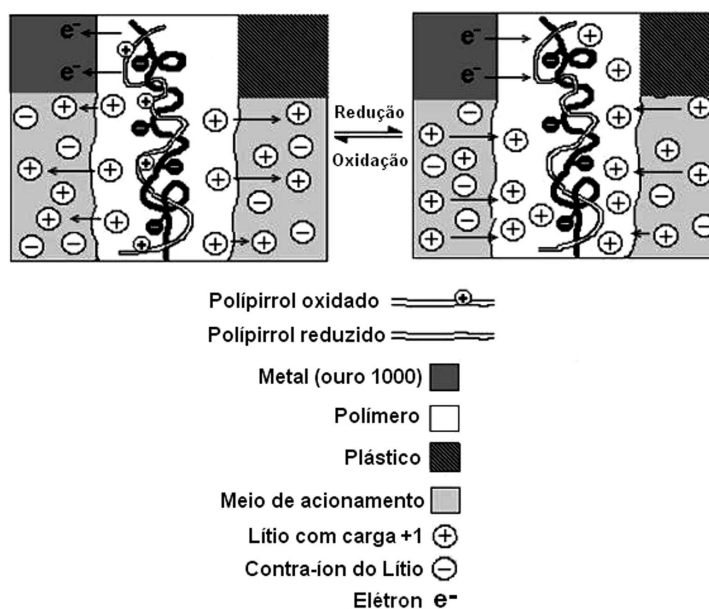 e-
e-
e-
e-
Redução
Oxidação
Polípirrol oxidado
Polípirrol reduzido
Metal (ouro 1000)
Polímero
Plástico
Meio de acionamento
Lítio com carga +1
Contra-íon do Lítio
Elétron e-